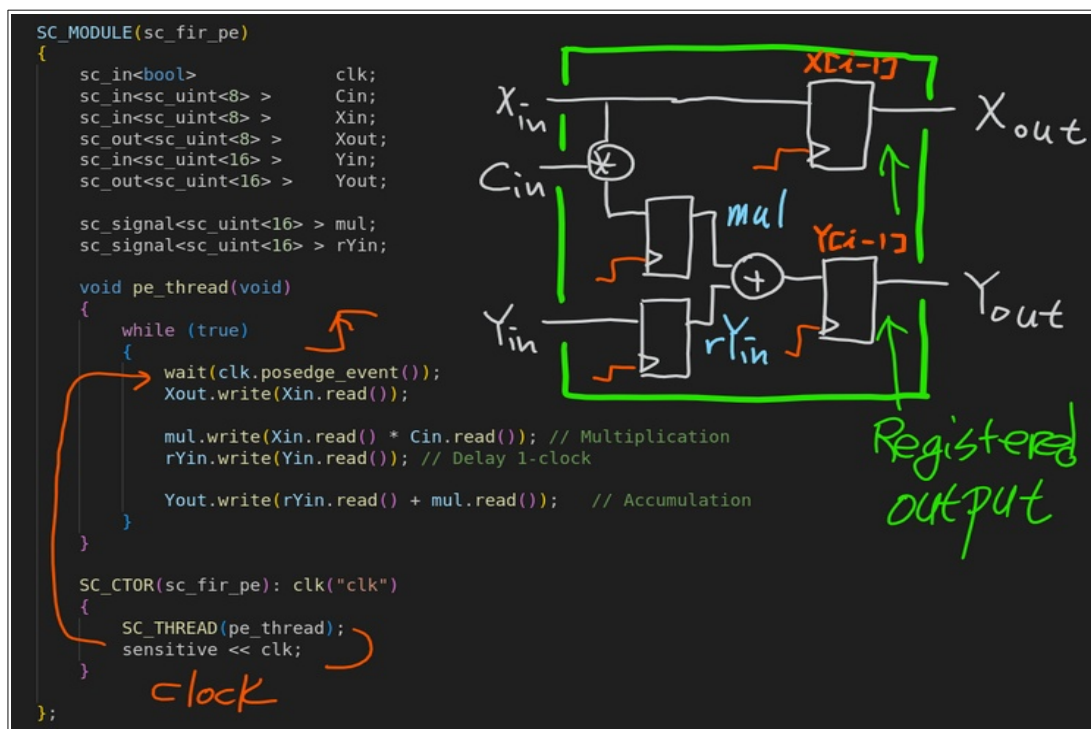 SC_MODULE(sc_fir_pe)
{
sc_in<bool> clk;
sc_in<sc_uint<8> > Cin;
sc_in<sc_uint<8> > Xin;
sc_out<sc_uint<8> > Xout;
sc_in<sc_uint<16> > Yin;
sc_out<sc_uint<16> > Yout;
sc_signal<sc_uint<16> > mul;
sc_signal<sc_uint<16> > rYin;
void pe_thread(void)
{
while (true)
{
wait(clk.posedge_event());
Xout.write(Xin.read());
mul.write(Xin.read() * Cin.read()); // Multiplication
rYin.write(Yin.read()); // Delay 1-clock
Yout.write(rYin.read() + mul.read()); // Accumulation
}
}
SC_CTOR(sc_fir_pe): clk("clk")
{
SC_THREAD(pe_thread);
sensitive << clk;
}
};
clock
X[i-1]
Xin
Xout
Cin
*
mul
Y[i-1]
+
Yin
rYin
Yout
Registered
output